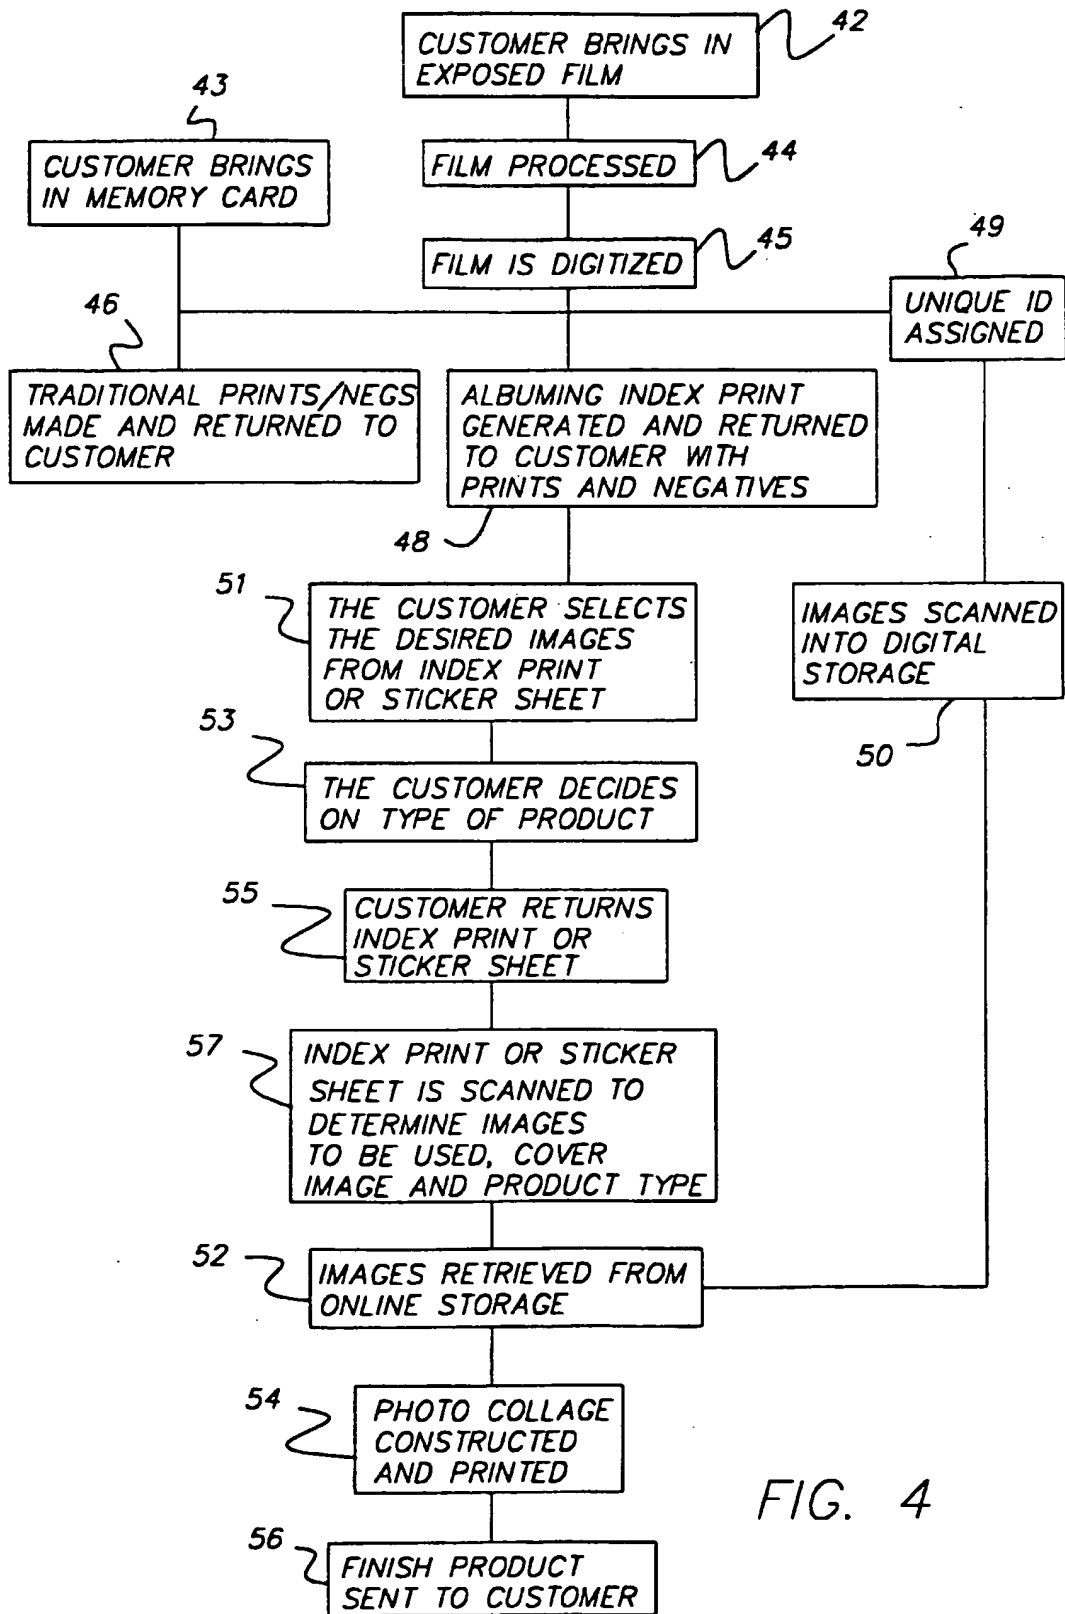 42
CUSTOMER BRINGS IN
EXPOSED FILM
43
CUSTOMER BRINGS
IN MEMORY CARD
44
FILM PROCESSED
45
FILM IS DIGITIZED
49
UNIQUE ID
ASSIGNED
46
TRADITIONAL PRINTS/NEGS
MADE AND RETURNED TO
CUSTOMER
ALBUMING INDEX PRINT
GENERATED AND RETURNED
TO CUSTOMER WITH
PRINTS AND NEGATIVES
48
51
THE CUSTOMER SELECTS
THE DESIRED IMAGES
FROM INDEX PRINT
OR STICKER SHEET
IMAGES SCANNED
INTO DIGITAL
STORAGE
50
53
THE CUSTOMER DECIDES
ON TYPE OF PRODUCT
55
CUSTOMER RETURNS
INDEX PRINT OR
STICKER SHEET
57
INDEX PRINT OR STICKER
SHEET IS SCANNED TO
DETERMINE IMAGES
TO BE USED, COVER
IMAGE AND PRODUCT TYPE
52
IMAGES RETRIEVED FROM
ONLINE STORAGE
54
PHOTO COLLAGE
CONSTRUCTED
AND PRINTED
FIG. 4
56
FINISH PRODUCT
SENT TO CUSTOMER